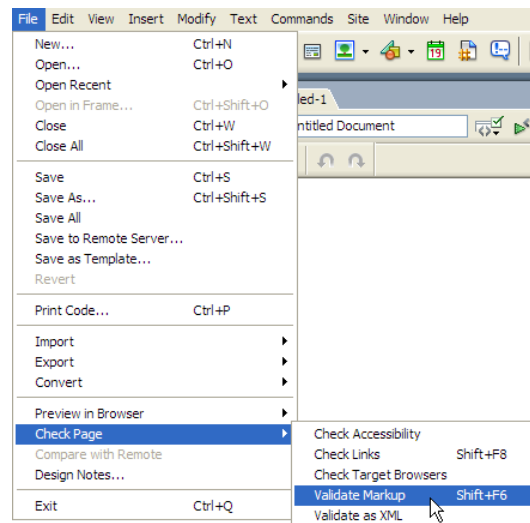 File Edit View Insert Modify Text Commands Site Window Help
New... Ctrl+N
Open... Ctrl+O
Open Recent
Open in Frame... Ctrl+Shift+O
Close Ctrl+W
Close All Ctrl+Shift+W
Save Ctrl+S
Save As... Ctrl+Shift+S
Save All
Save to Remote Server...
Save as Template...
Revert
Print Code... Ctrl+P
Import
Export
Convert
Preview in Browser
Check Page
Compare with Remote
Design Notes...
Exit Ctrl+Q
19
led-1
ntitled Document
Check Accessibility
Check Links Shift+F8
Check Target Browsers
Validate Markup Shift+F6
Validate as XML